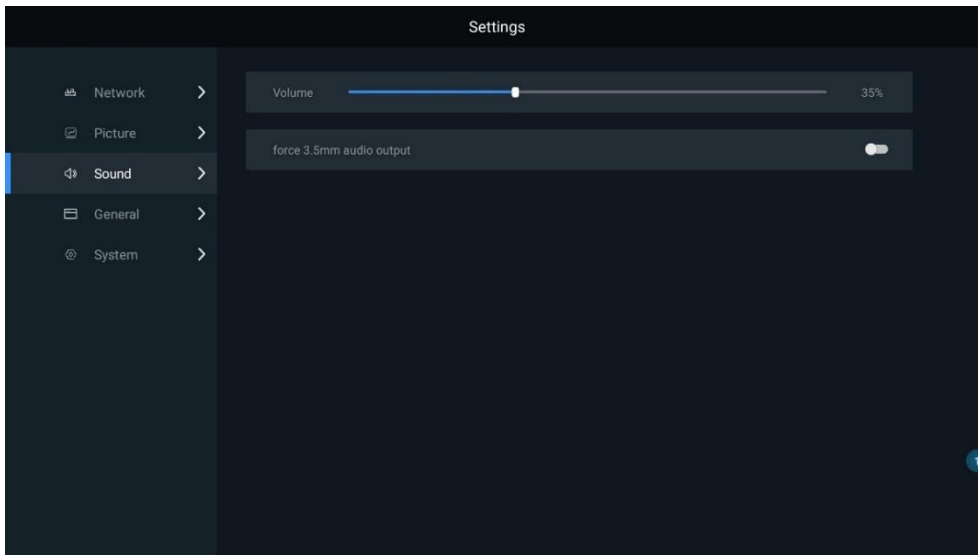 Settings
Network
Picture
Sound
General
System
Volume 35%
force 3.5mm audio output